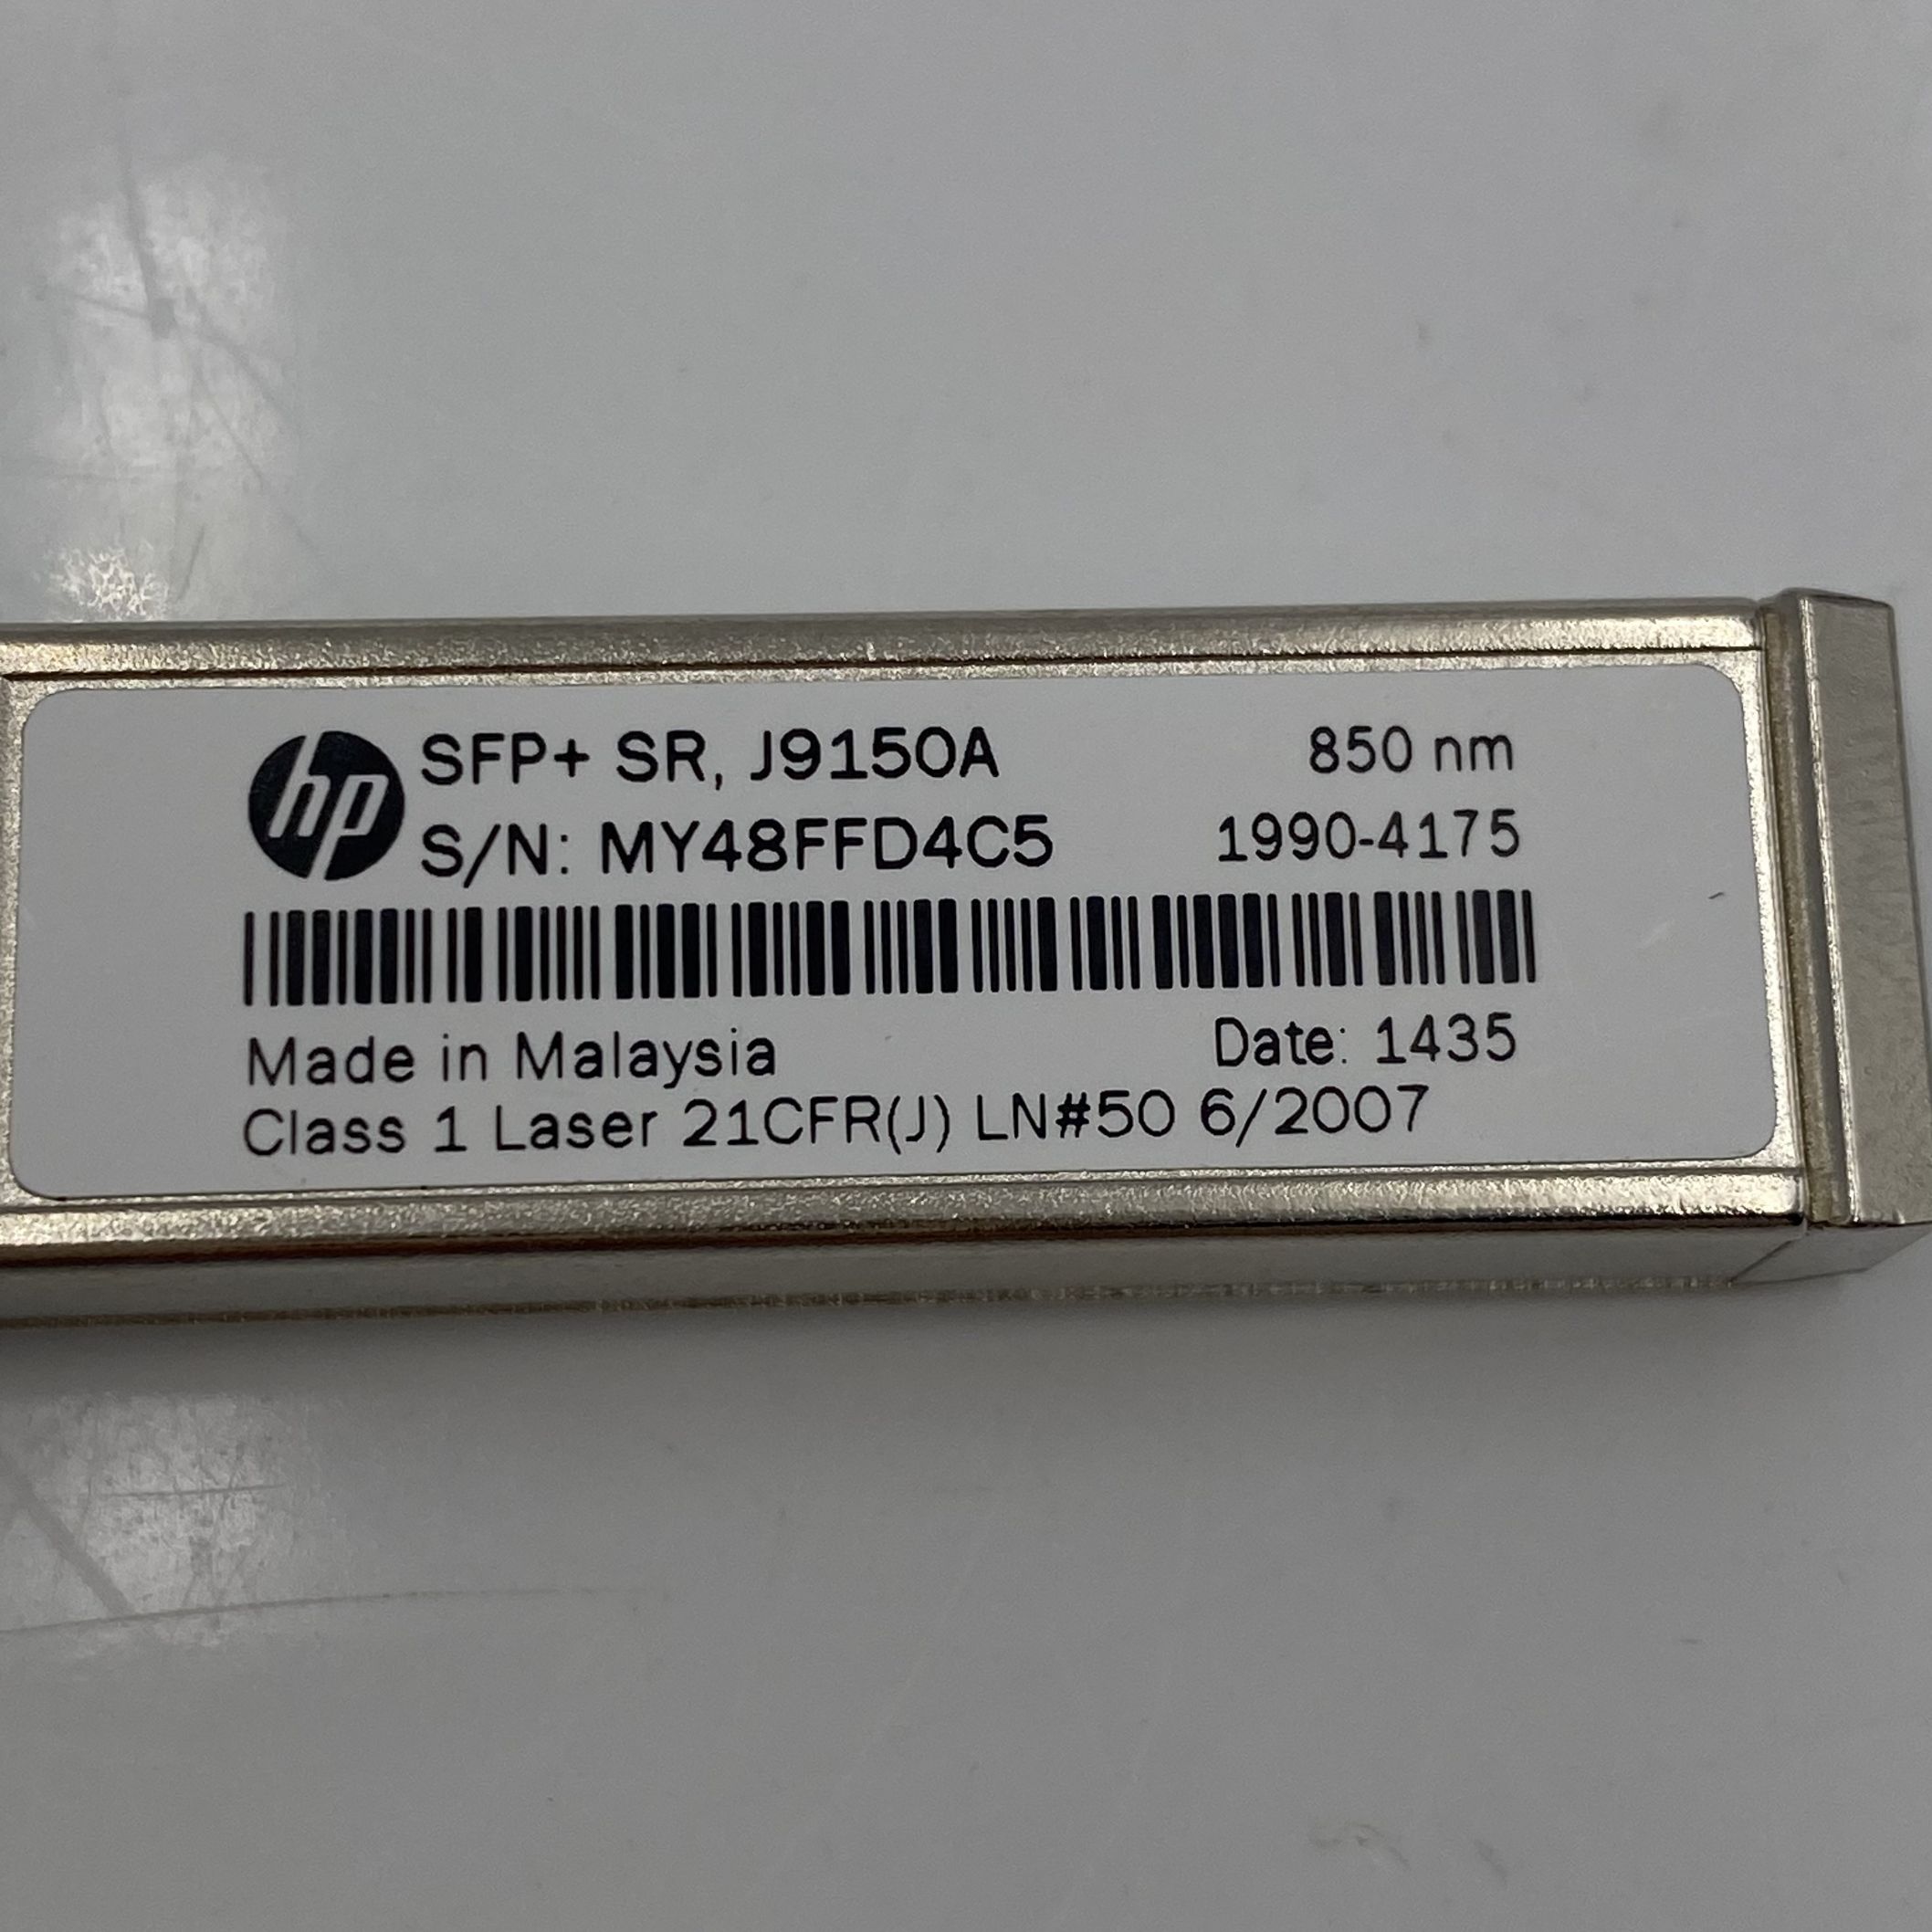 hp SFP+ SR, J9150A 850 nm
S/N: MY48FFD4C5 1990-4175
Made in Malaysia Date: 1435
Class 1 Laser 21CFR(J) LN#50 6/2007